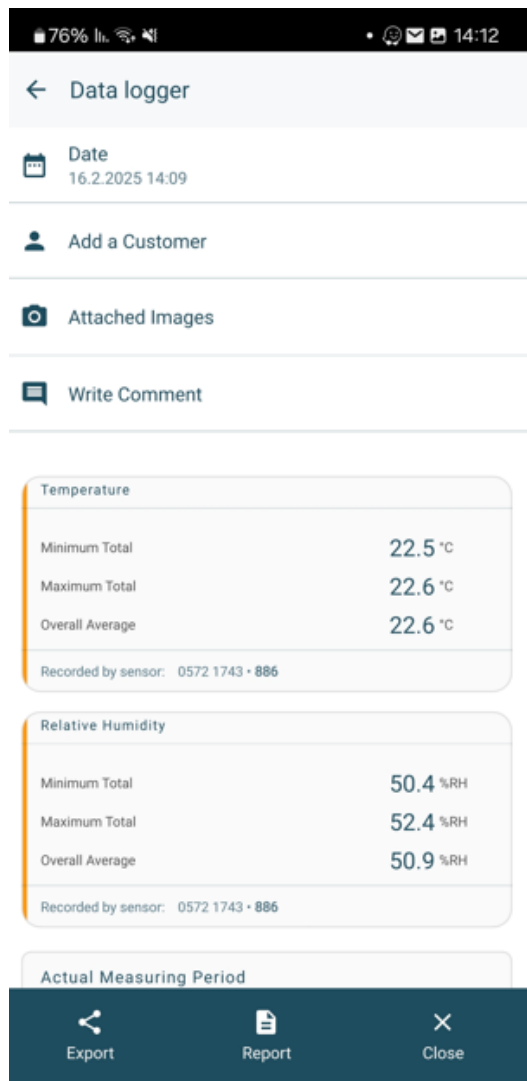 76% 14:12
Data logger
Date
16.2.2025 14:09
Add a Customer
Attached Images
Write Comment
Temperature
Minimum Total 22.5 °C
Maximum Total 22.6 °C
Overall Average 22.6 °C
Recorded by sensor: 0572 1743 • 886
Relative Humidity
Minimum Total 50.4 %RH
Maximum Total 52.4 %RH
Overall Average 50.9 %RH
Recorded by sensor: 0572 1743 • 886
Actual Measuring Period
Export Report Close